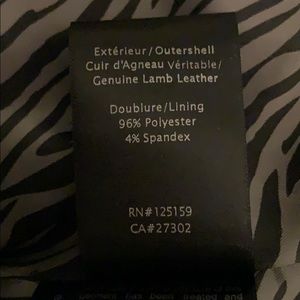 Extérieur/Outershell
Cuir d'Agneau Véritable/
Genuine Lamb Leather
Doublure/Lining
96% Polyester
4% Spandex
RN#125159
CA#27302